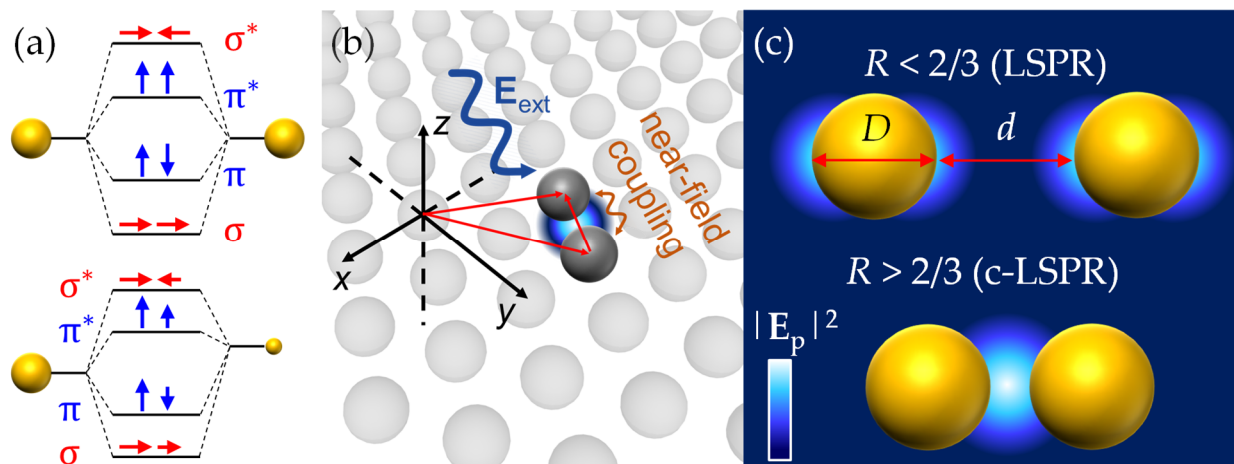 (a)
σ*
π*
π
σ
σ*
π*
π
σ
(b)
E_ext
z
x
y
near-field
coupling
(c)
R < 2/3 (LSPR)
D
d
R > 2/3 (c-LSPR)
|E_p|²